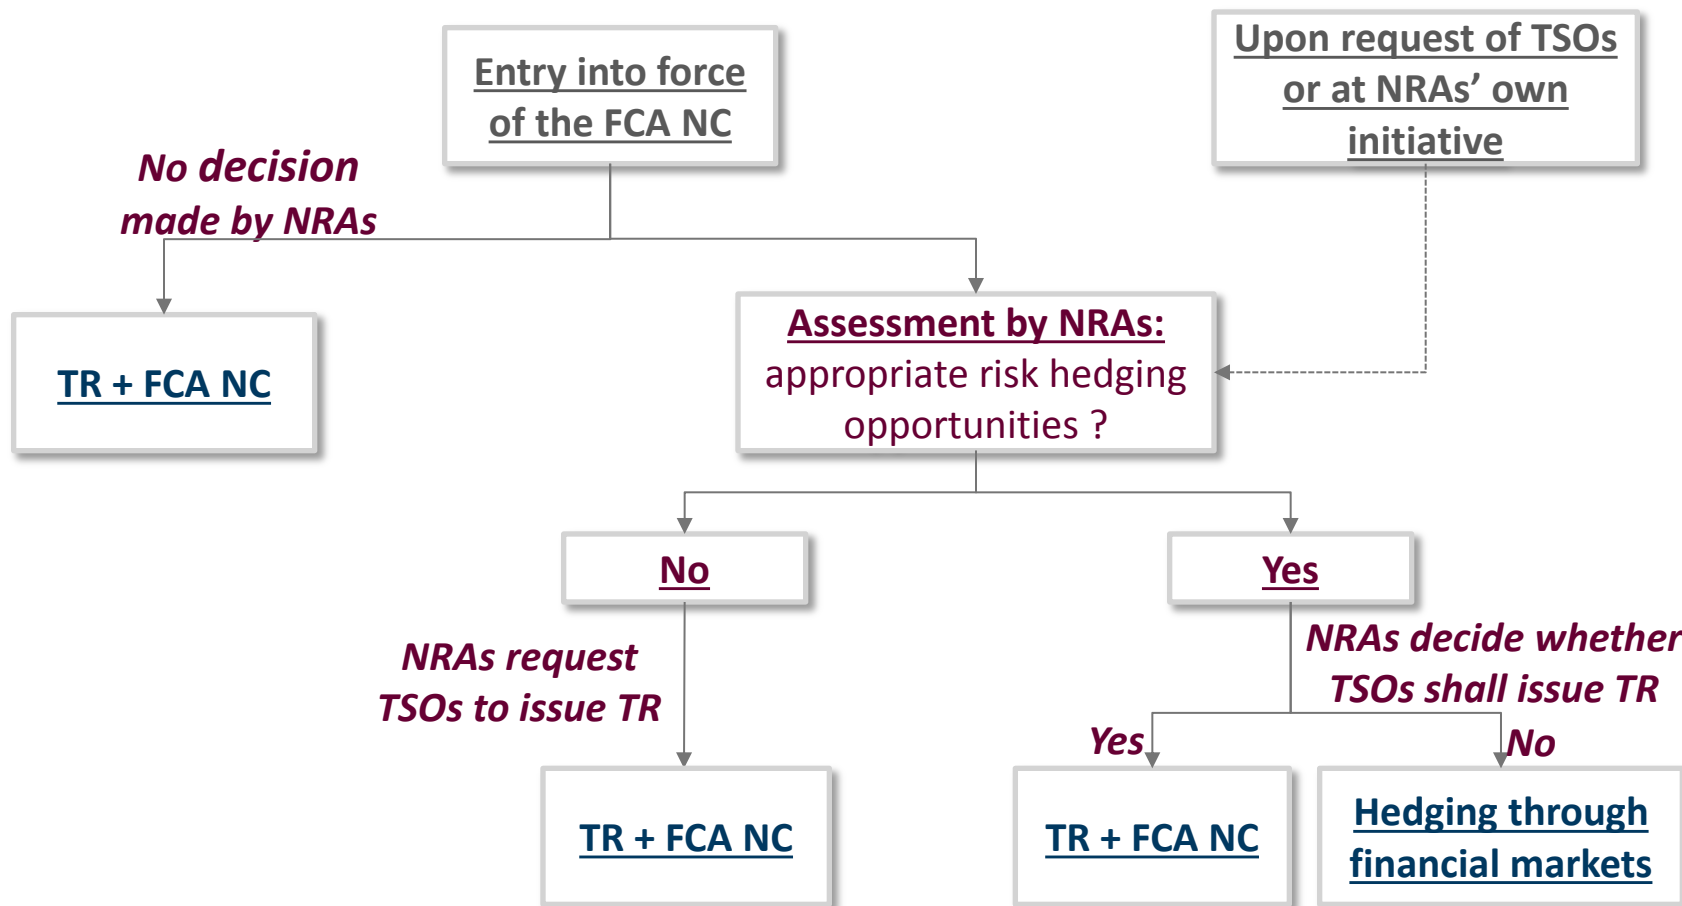 Entry into force
of the FCA NC
Upon request of TSOs
or at NRAs’ own
initiative
No decision
made by NRAs
TR + FCA NC
Assessment by NRAs:
appropriate risk hedging
opportunities ?
No
Yes
NRAs request
TSOs to issue TR
NRAs decide whether
TSOs shall issue TR
Yes
No
TR + FCA NC
TR + FCA NC
Hedging through
financial markets